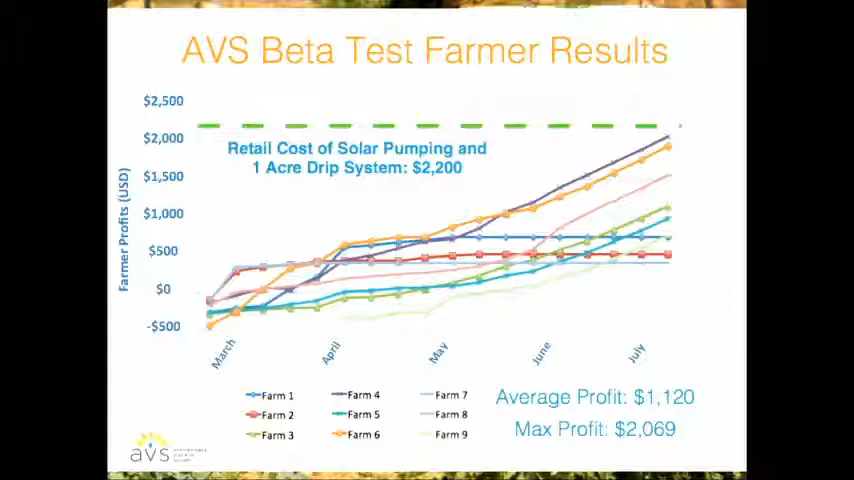 AVS Beta Test Farmer Results
$2,500
$2,000
$1,500
$1,000
$500
$0
-$500
Farmer Profits (USD)
Retail Cost of Solar Pumping and
1 Acre Drip System: $2,200
March
April
May
June
July
Farm 1
Farm 4
Farm 7
Farm 2
Farm 5
Farm 8
Farm 3
Farm 6
Farm 9
Average Profit: $1,120
Max Profit: $2,069
avs